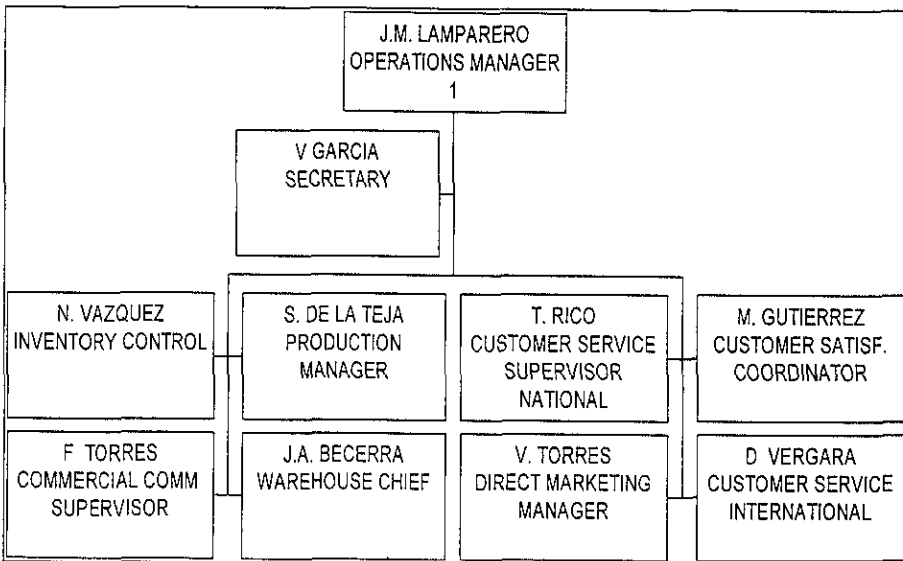 J.M. LAMPARERO
OPERATIONS MANAGER
1
V GARCIA
SECRETARY
N. VAZQUEZ
INVENTORY CONTROL
S. DE LA TEJA
PRODUCTION
MANAGER
T. RICO
CUSTOMER SERVICE
SUPERVISOR
NATIONAL
M. GUTIERREZ
CUSTOMER SATISF.
COORDINATOR
F TORRES
COMMERCIAL COMM
SUPERVISOR
J.A. BECERRA
WAREHOUSE CHIEF
V. TORRES
DIRECT MARKETING
MANAGER
D VERGARA
CUSTOMER SERVICE
INTERNATIONAL